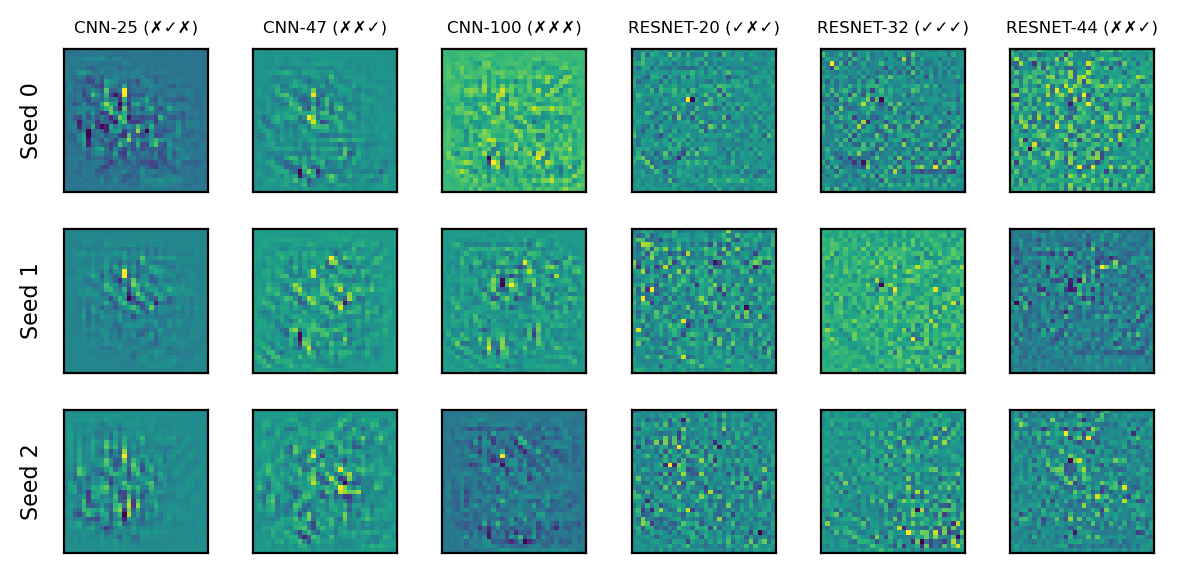 CNN-25 (✗✓✗) CNN-47 (✗✗✓) CNN-100 (✗✗✗) RESNET-20 (✓✗✓) RESNET-32 (✓✓✓) RESNET-44 (✗✗✓)
Seed 0
Seed 1
Seed 2